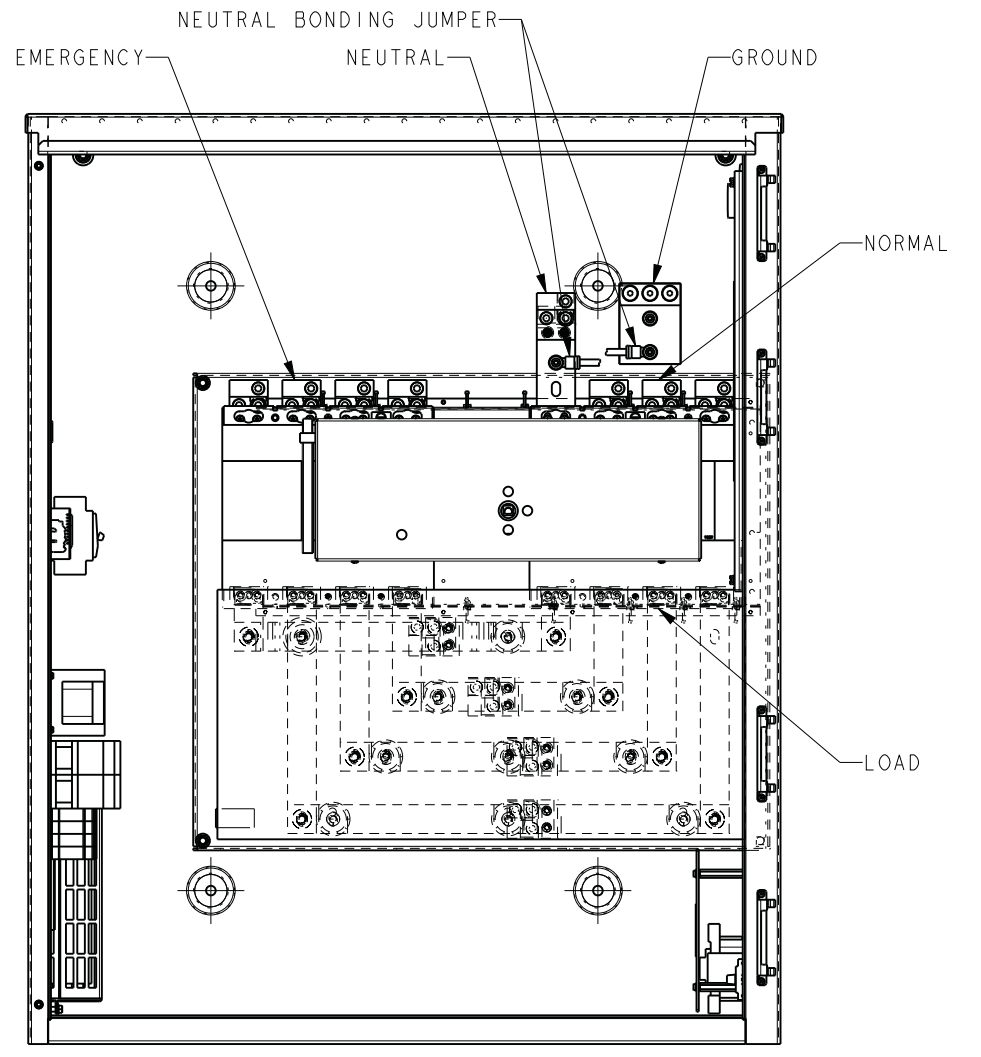 NEUTRAL BONDING JUMPER
EMERGENCY
NEUTRAL
GROUND
NORMAL
LOAD